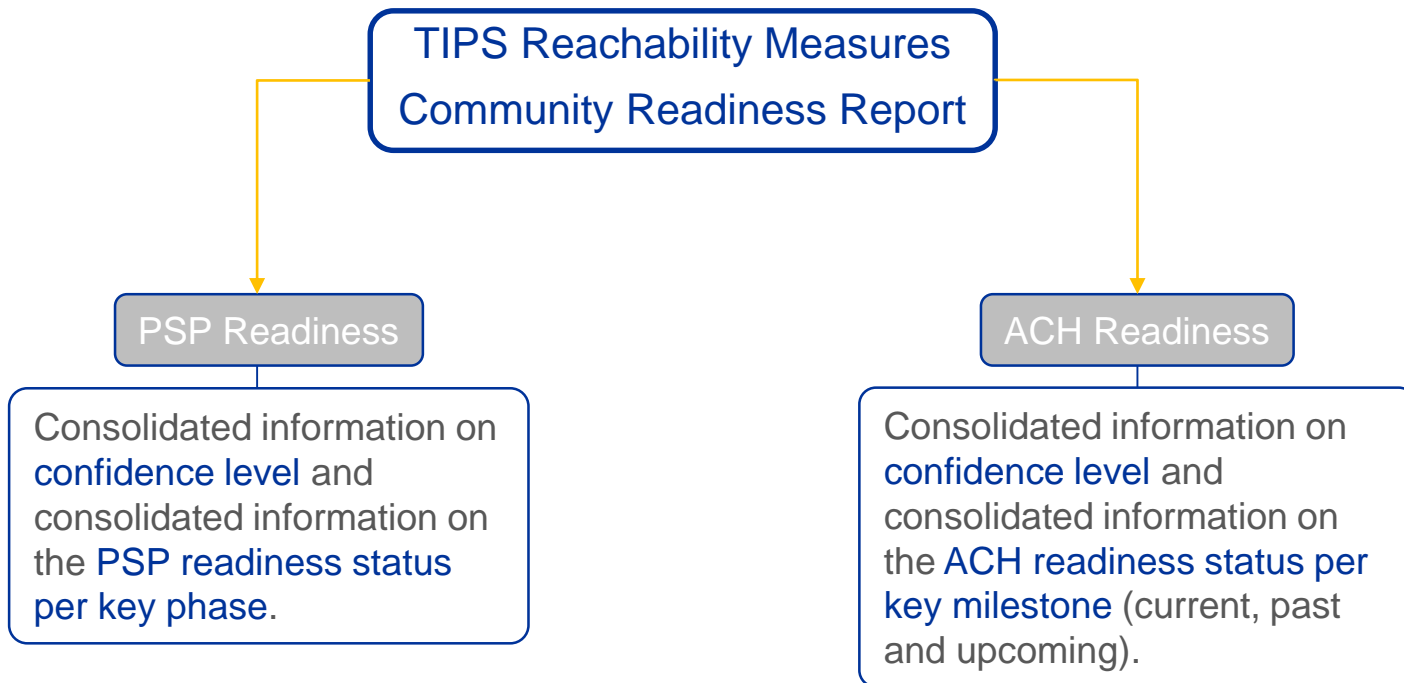 TIPS Reachability Measures
Community Readiness Report
PSP Readiness
Consolidated information on
confidence level and
consolidated information on
the PSP readiness status
per key phase.
ACH Readiness
Consolidated information on
confidence level and
consolidated information on
the ACH readiness status per
key milestone (current, past
and upcoming).